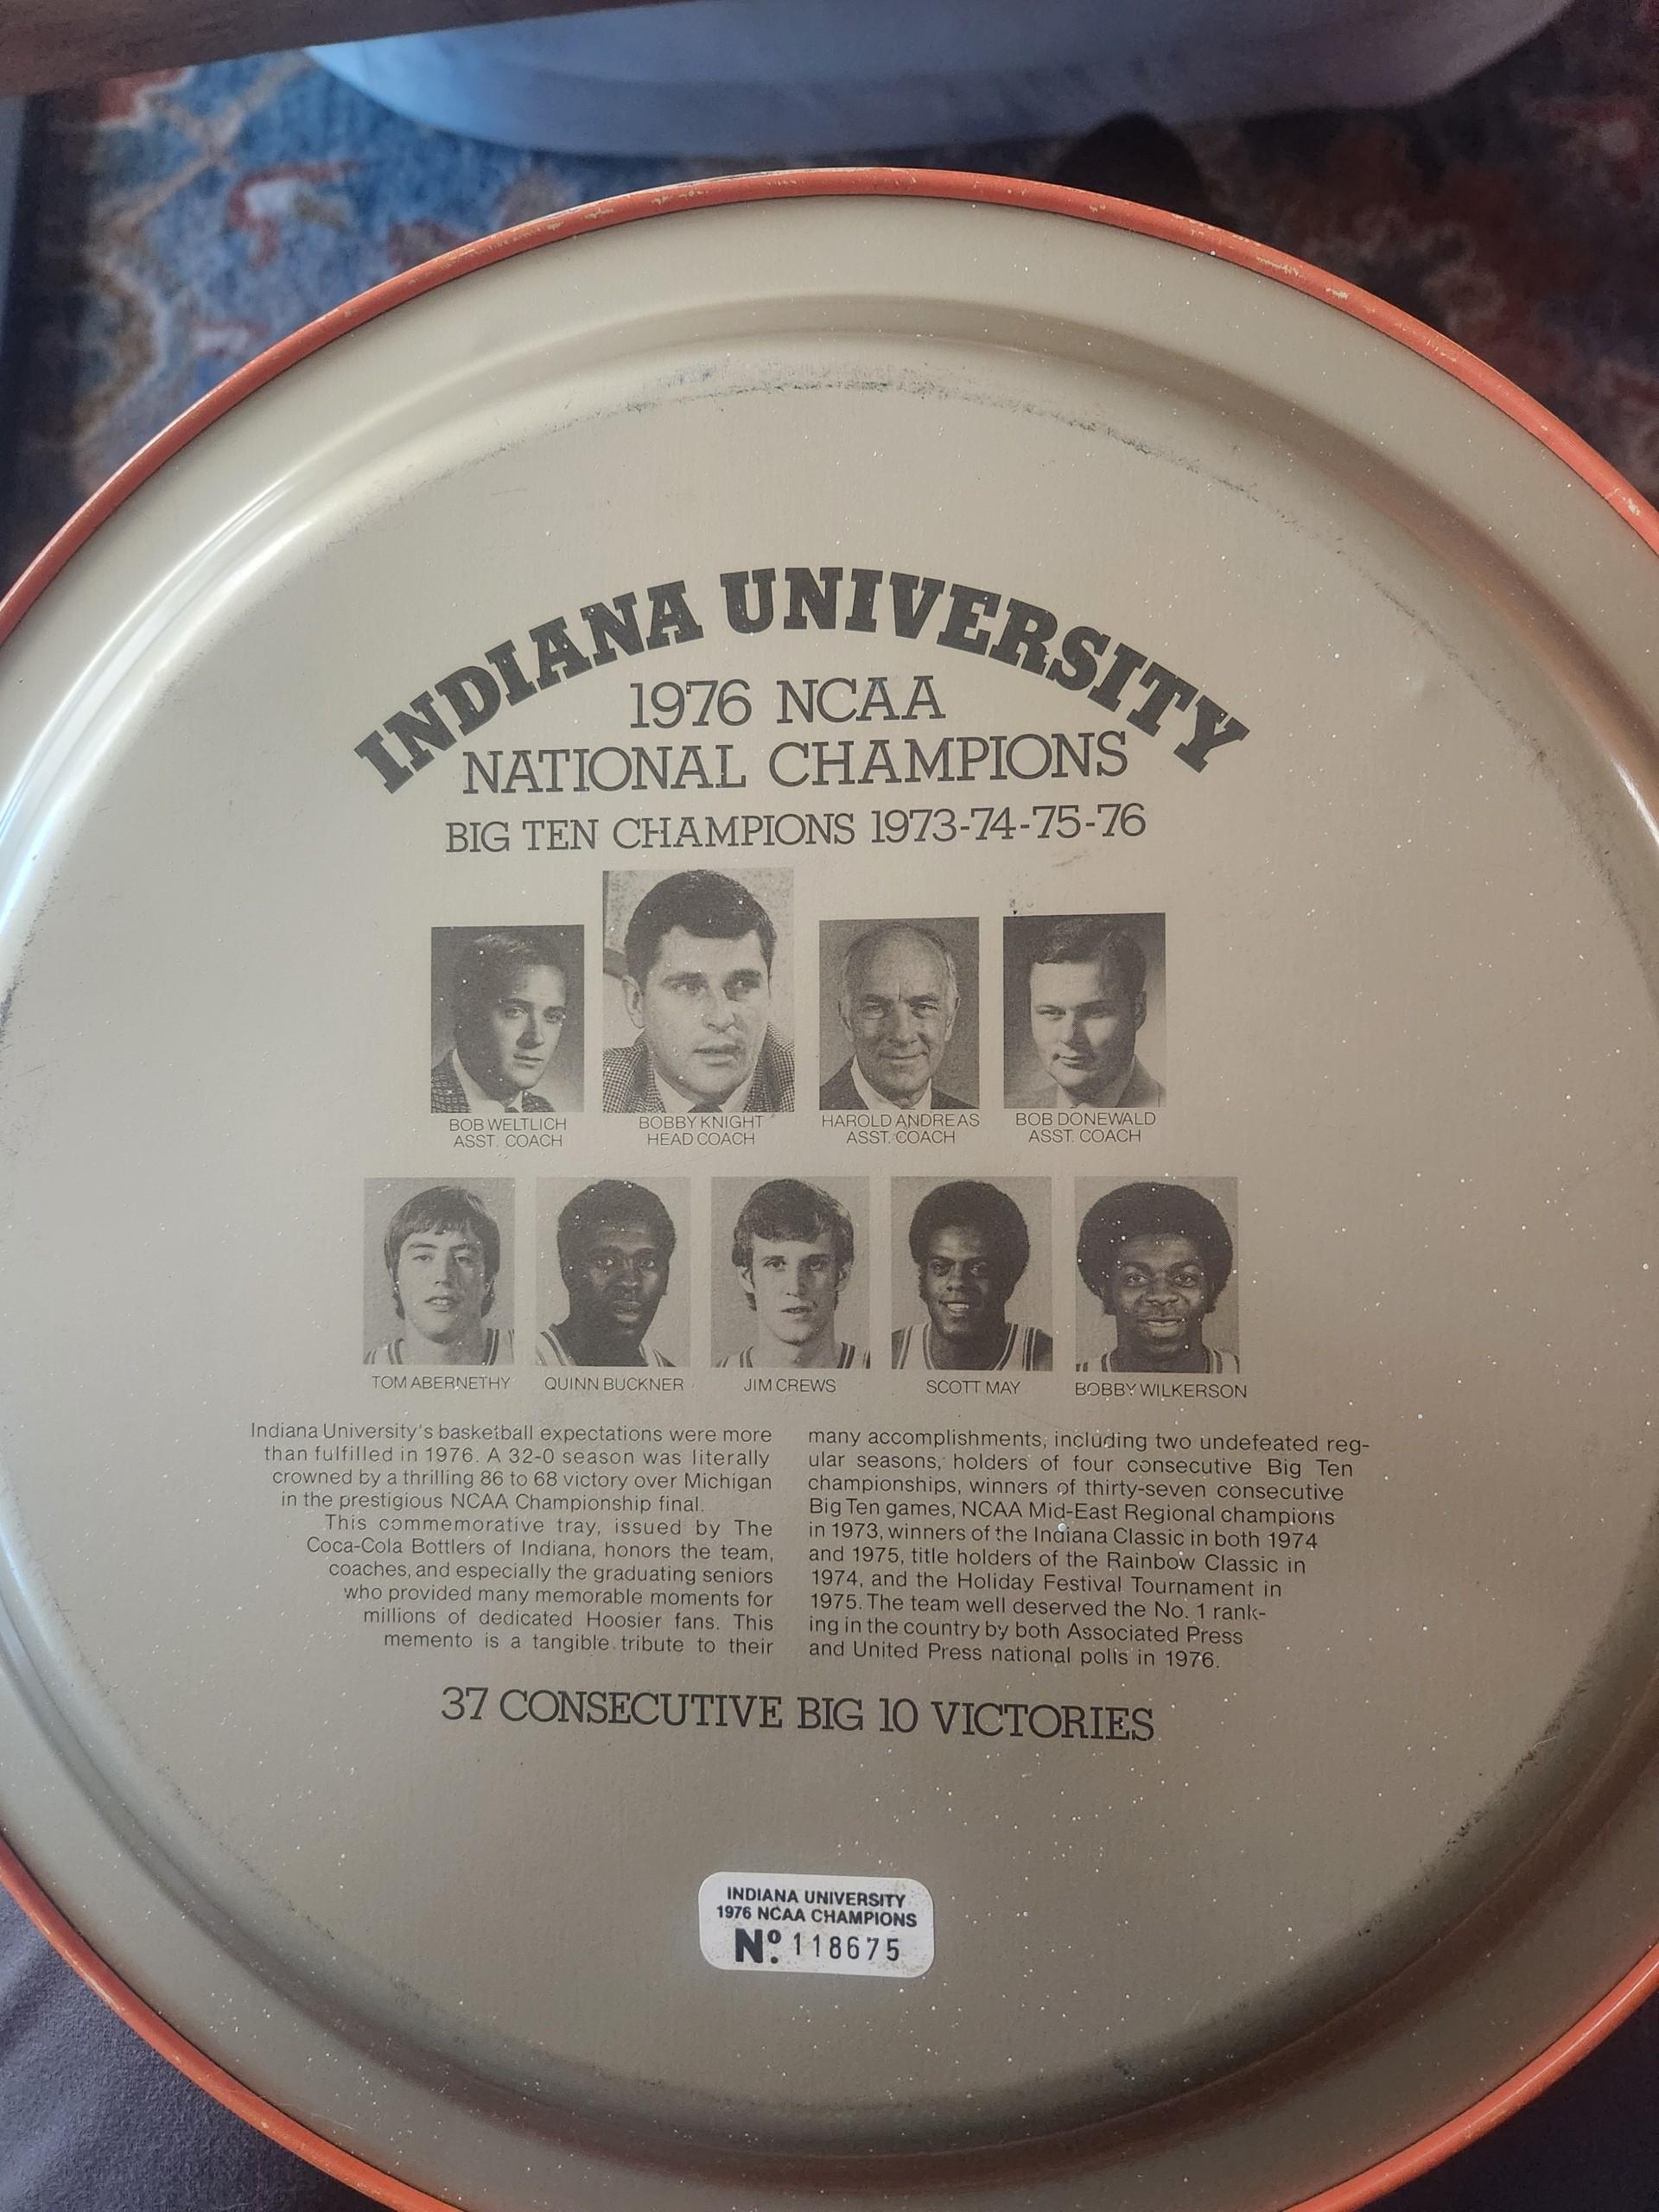 INDIANA UNIVERSITY
1976 NCAA
NATIONAL CHAMPIONS
BIG TEN CHAMPIONS 1973-74-75-76
BOB WELTLICH
ASST. COACH
BOBBY KNIGHT
HEAD COACH
HAROLD ANDREAS
ASST. COACH
BOB DONEWALD
ASST. COACH
TOM ABERNETHY
QUINN BUCKNER
JIM CREWS
SCOTT MAY
BOBBY WILKERSON
Indiana University's basketball expectations were more
than fulfilled in 1976. A 32-0 season was literally
crowned by a thrilling 86 to 68 victory over Michigan
in the prestigious NCAA Championship final.
This commemorative tray, issued by The
Coca-Cola Bottlers of Indiana, honors the team,
coaches, and especially the graduating seniors
who provided many memorable moments for
millions of dedicated Hoosier fans. This
memento is a tangible tribute to their
many accomplishments, including two undefeated reg-
ular seasons, holders of four consecutive Big Ten
championships, winners of thirty-seven consecutive
Big Ten games, NCAA Mid-East Regional champions
in 1973, winners of the Indiana Classic in both 1974
and 1975, title holders of the Rainbow Classic in
1974, and the Holiday Festival Tournament in
1975. The team well deserved the No. 1 rank-
ing in the country by both Associated Press
and United Press national polls in 1976.
37 CONSECUTIVE BIG 10 VICTORIES
INDIANA UNIVERSITY
1976 NCAA CHAMPIONS
Nº 118675